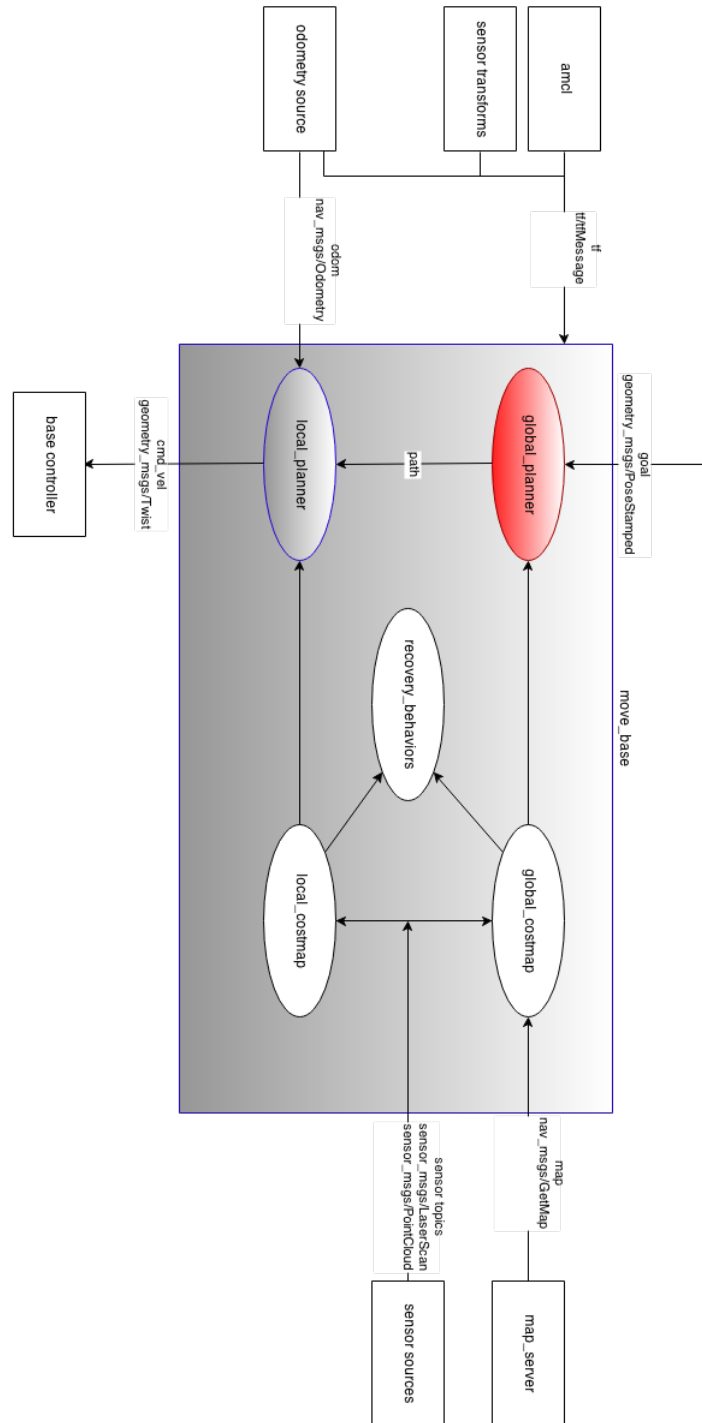 move_base
goal
geometry_msgs/PoseStamped
amcl
tf
tf/tfMessage
sensor transforms
global_planner
global_costmap
map
nav_msgs/GetMap
map_server
path
recovery_behaviors
sensor topics
sensor_msgs/LaserScan
sensor_msgs/PointCloud
sensor sources
odometry source
odom
nav_msgs/Odometry
local_planner
local_costmap
cmd_vel
geometry_msgs/Twist
base controller